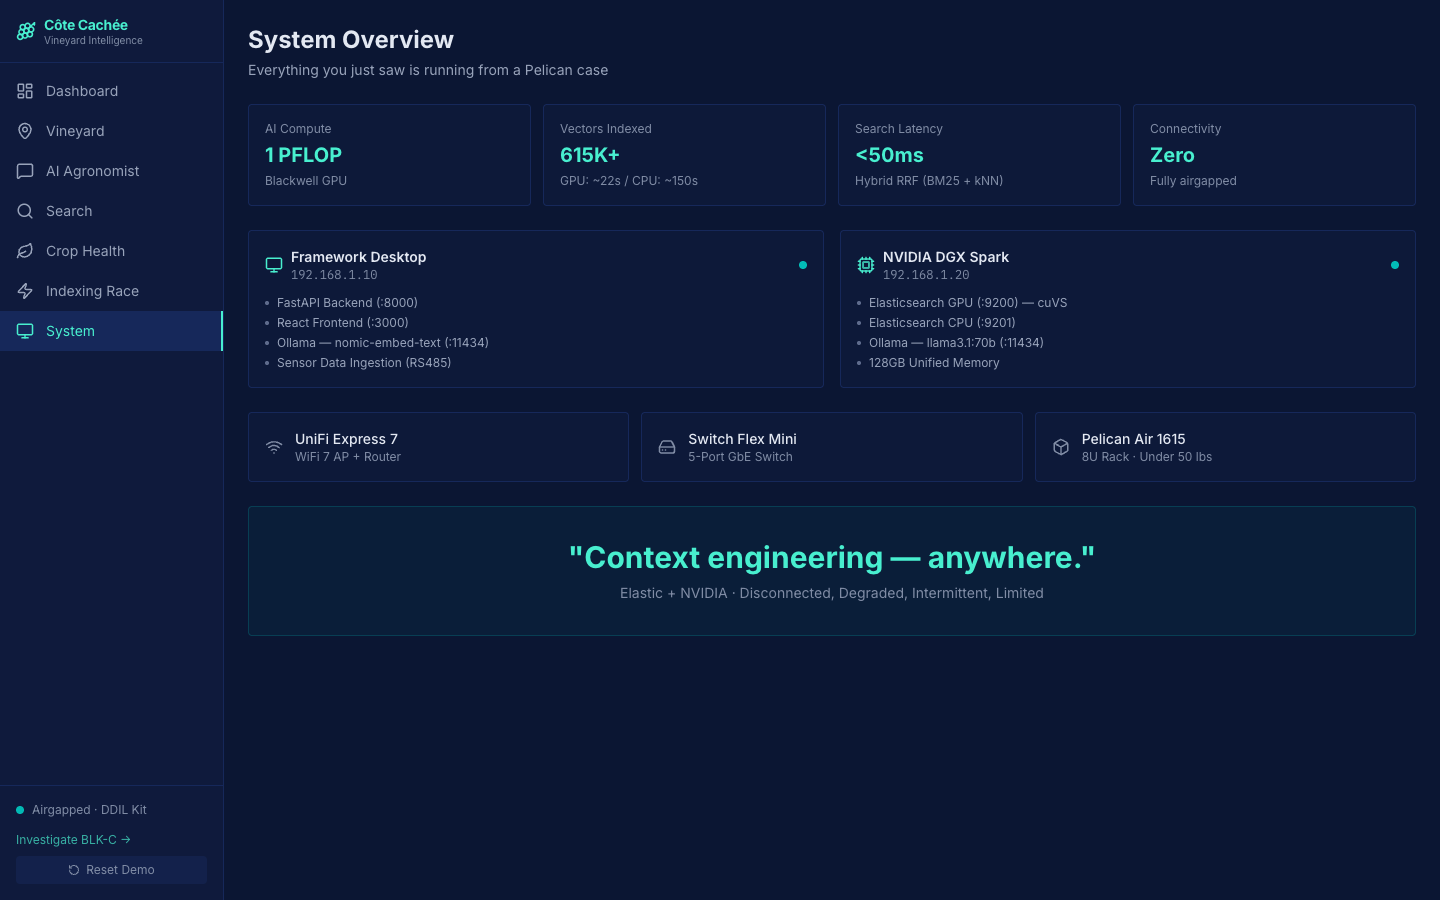 Côte Cachée
Vineyard Intelligence
Dashboard
Vineyard
AI Agronomist
Search
Crop Health
Indexing Race
System
Airgapped · DDIL Kit
Investigate BLK-C →
Reset Demo
System Overview
Everything you just saw is running from a Pelican case
AI Compute
1 PFLOP
Blackwell GPU
Vectors Indexed
615K+
GPU: ~22s / CPU: ~150s
Search Latency
<50ms
Hybrid RRF (BM25 + kNN)
Connectivity
Zero
Fully airgapped
Framework Desktop
192.168.1.10
• FastAPI Backend (:8000)
• React Frontend (:3000)
• Ollama — nomic-embed-text (:11434)
• Sensor Data Ingestion (RS485)
NVIDIA DGX Spark
192.168.1.20
• Elasticsearch GPU (:9200) — cuVS
• Elasticsearch CPU (:9201)
• Ollama — llama3.1:70b (:11434)
• 128GB Unified Memory
UniFi Express 7
WiFi 7 AP + Router
Switch Flex Mini
5-Port GbE Switch
Pelican Air 1615
8U Rack · Under 50 lbs
"Context engineering — anywhere."
Elastic + NVIDIA · Disconnected, Degraded, Intermittent, Limited